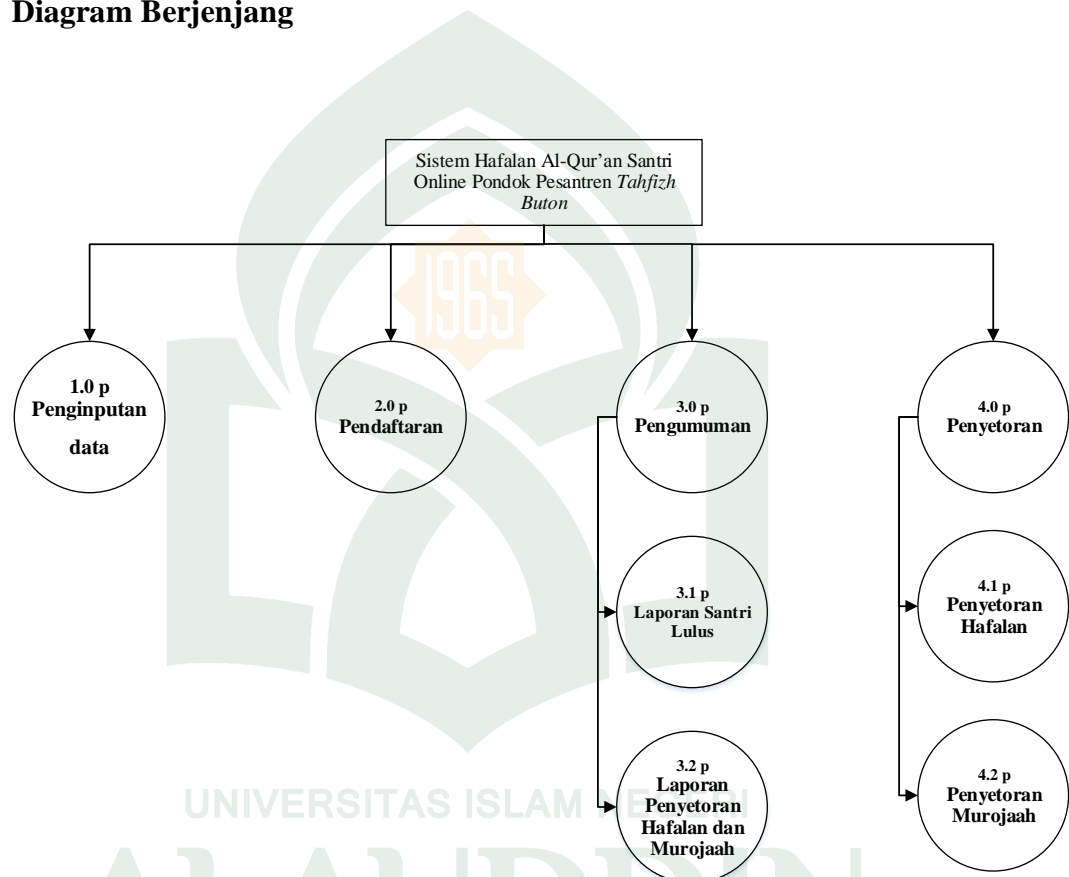 Diagram Berjenjang
Sistem Hafalan Al-Qur’an Santri
Online Pondok Pesantren Tahfizh
Buton
1965
1.0 p
Penginputan
data
2.0 p
Pendaftaran
3.0 p
Pengumuman
4.0 p
Penyetoran
3.1 p
Laporan Santri
Lulus
4.1 p
Penyetoran
Hafalan
3.2 p
Laporan
Penyetoran
Hafalan dan
Murojaah
4.2 p
Penyetoran
Murojaah
UNIVERSITAS ISLAM NEGERI
ALAUDDIN